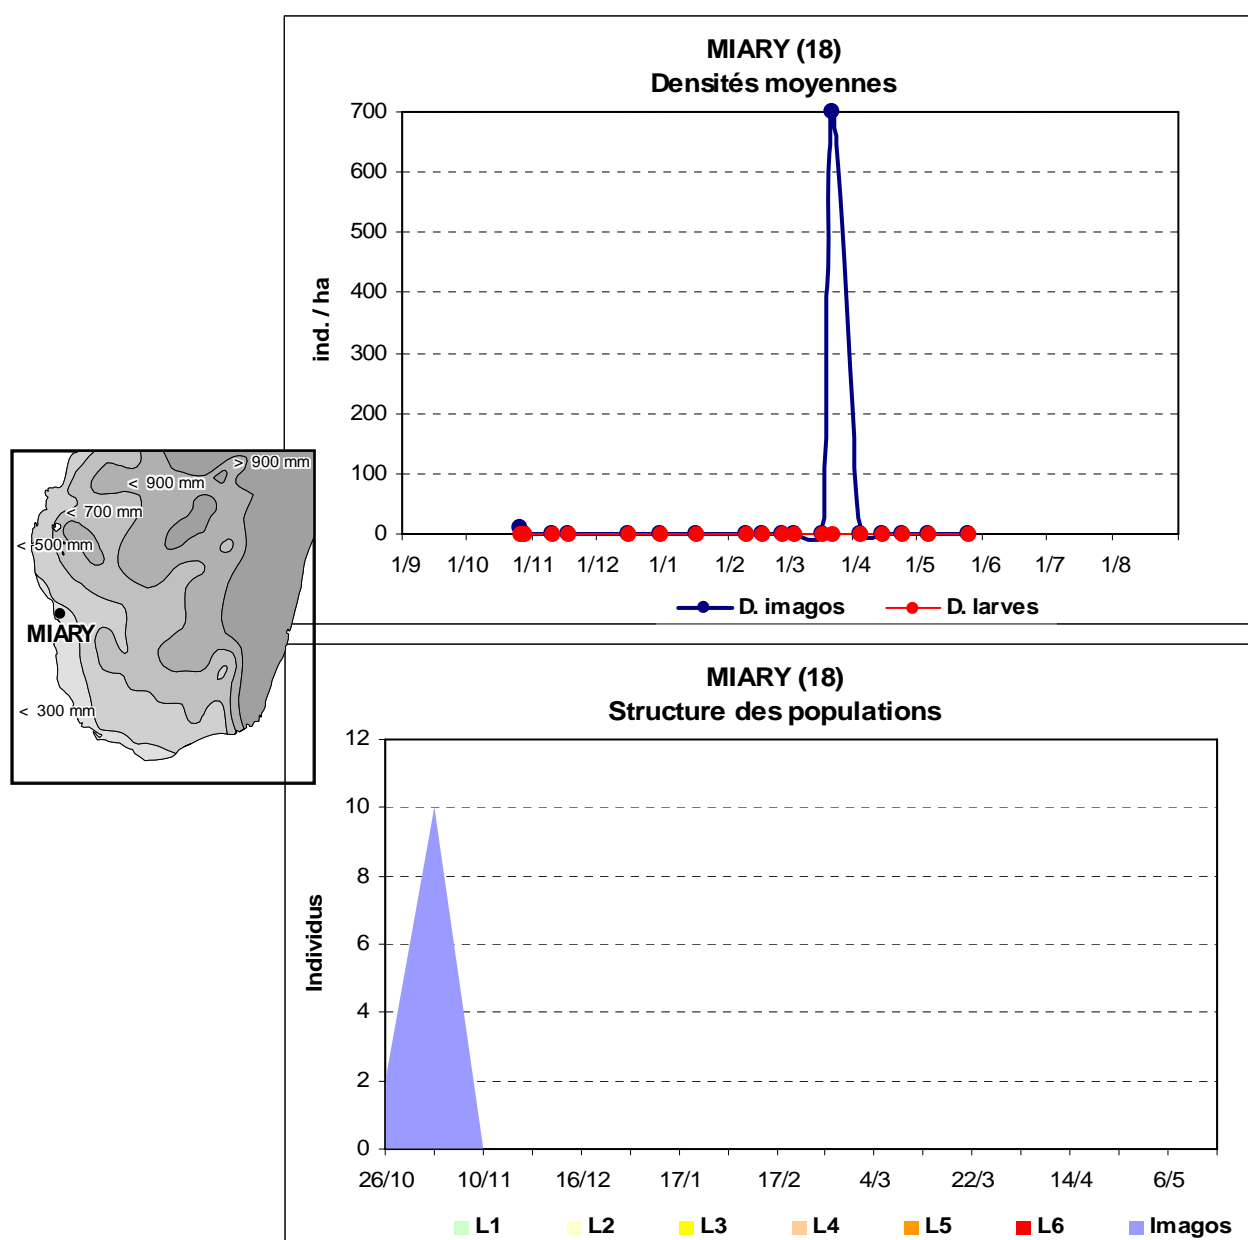 MIARY (18)
Densités moyennes
700
600
500
400
300
200
100
0
ind. / ha
1/9 1/10 1/11 1/12 1/1 1/2 1/3 1/4 1/5 1/6 1/7 1/8
D. imagos D. larves
> 900 mm
< 900 mm
< 700 mm
< 500 mm
MIARY
< 300 mm
MIARY (18)
Structure des populations
12
10
8
6
4
2
0
Individus
26/10 10/11 16/12 17/1 17/2 4/3 22/3 14/4 6/5
L1 L2 L3 L4 L5 L6 Imagos